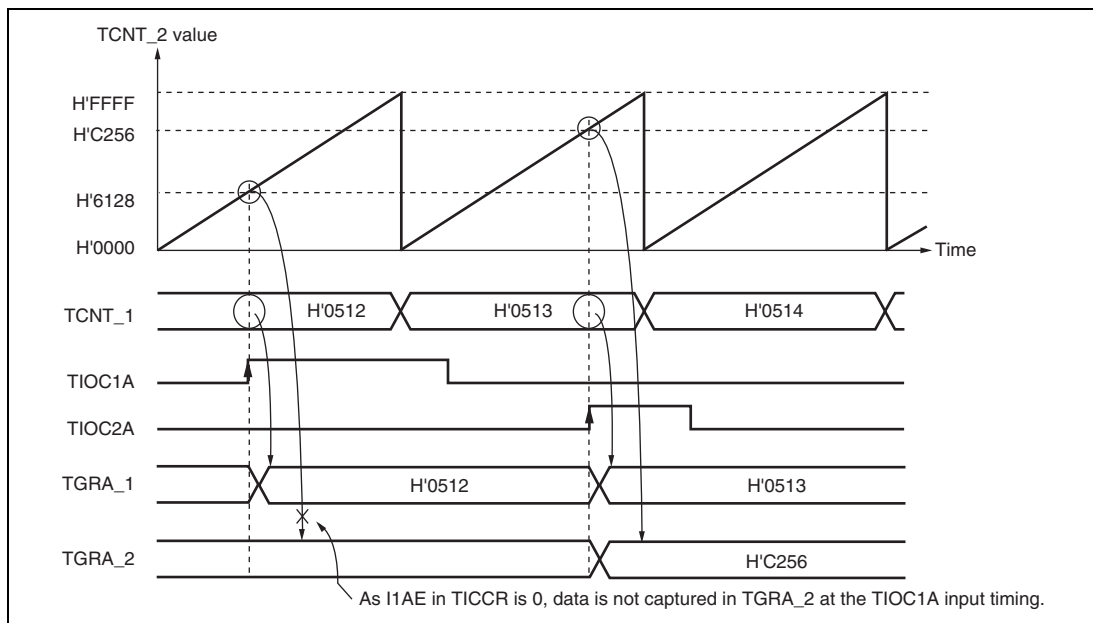 TCNT_2 value
H'FFFF
H'C256
H'6128
H'0000
Time
TCNT_1
H'0512
H'0513
H'0514
TIOC1A
TIOC2A
TGRA_1
H'0512
H'0513
TGRA_2
H'C256
As I1AE in TICCR is 0, data is not captured in TGRA_2 at the TIOC1A input timing.